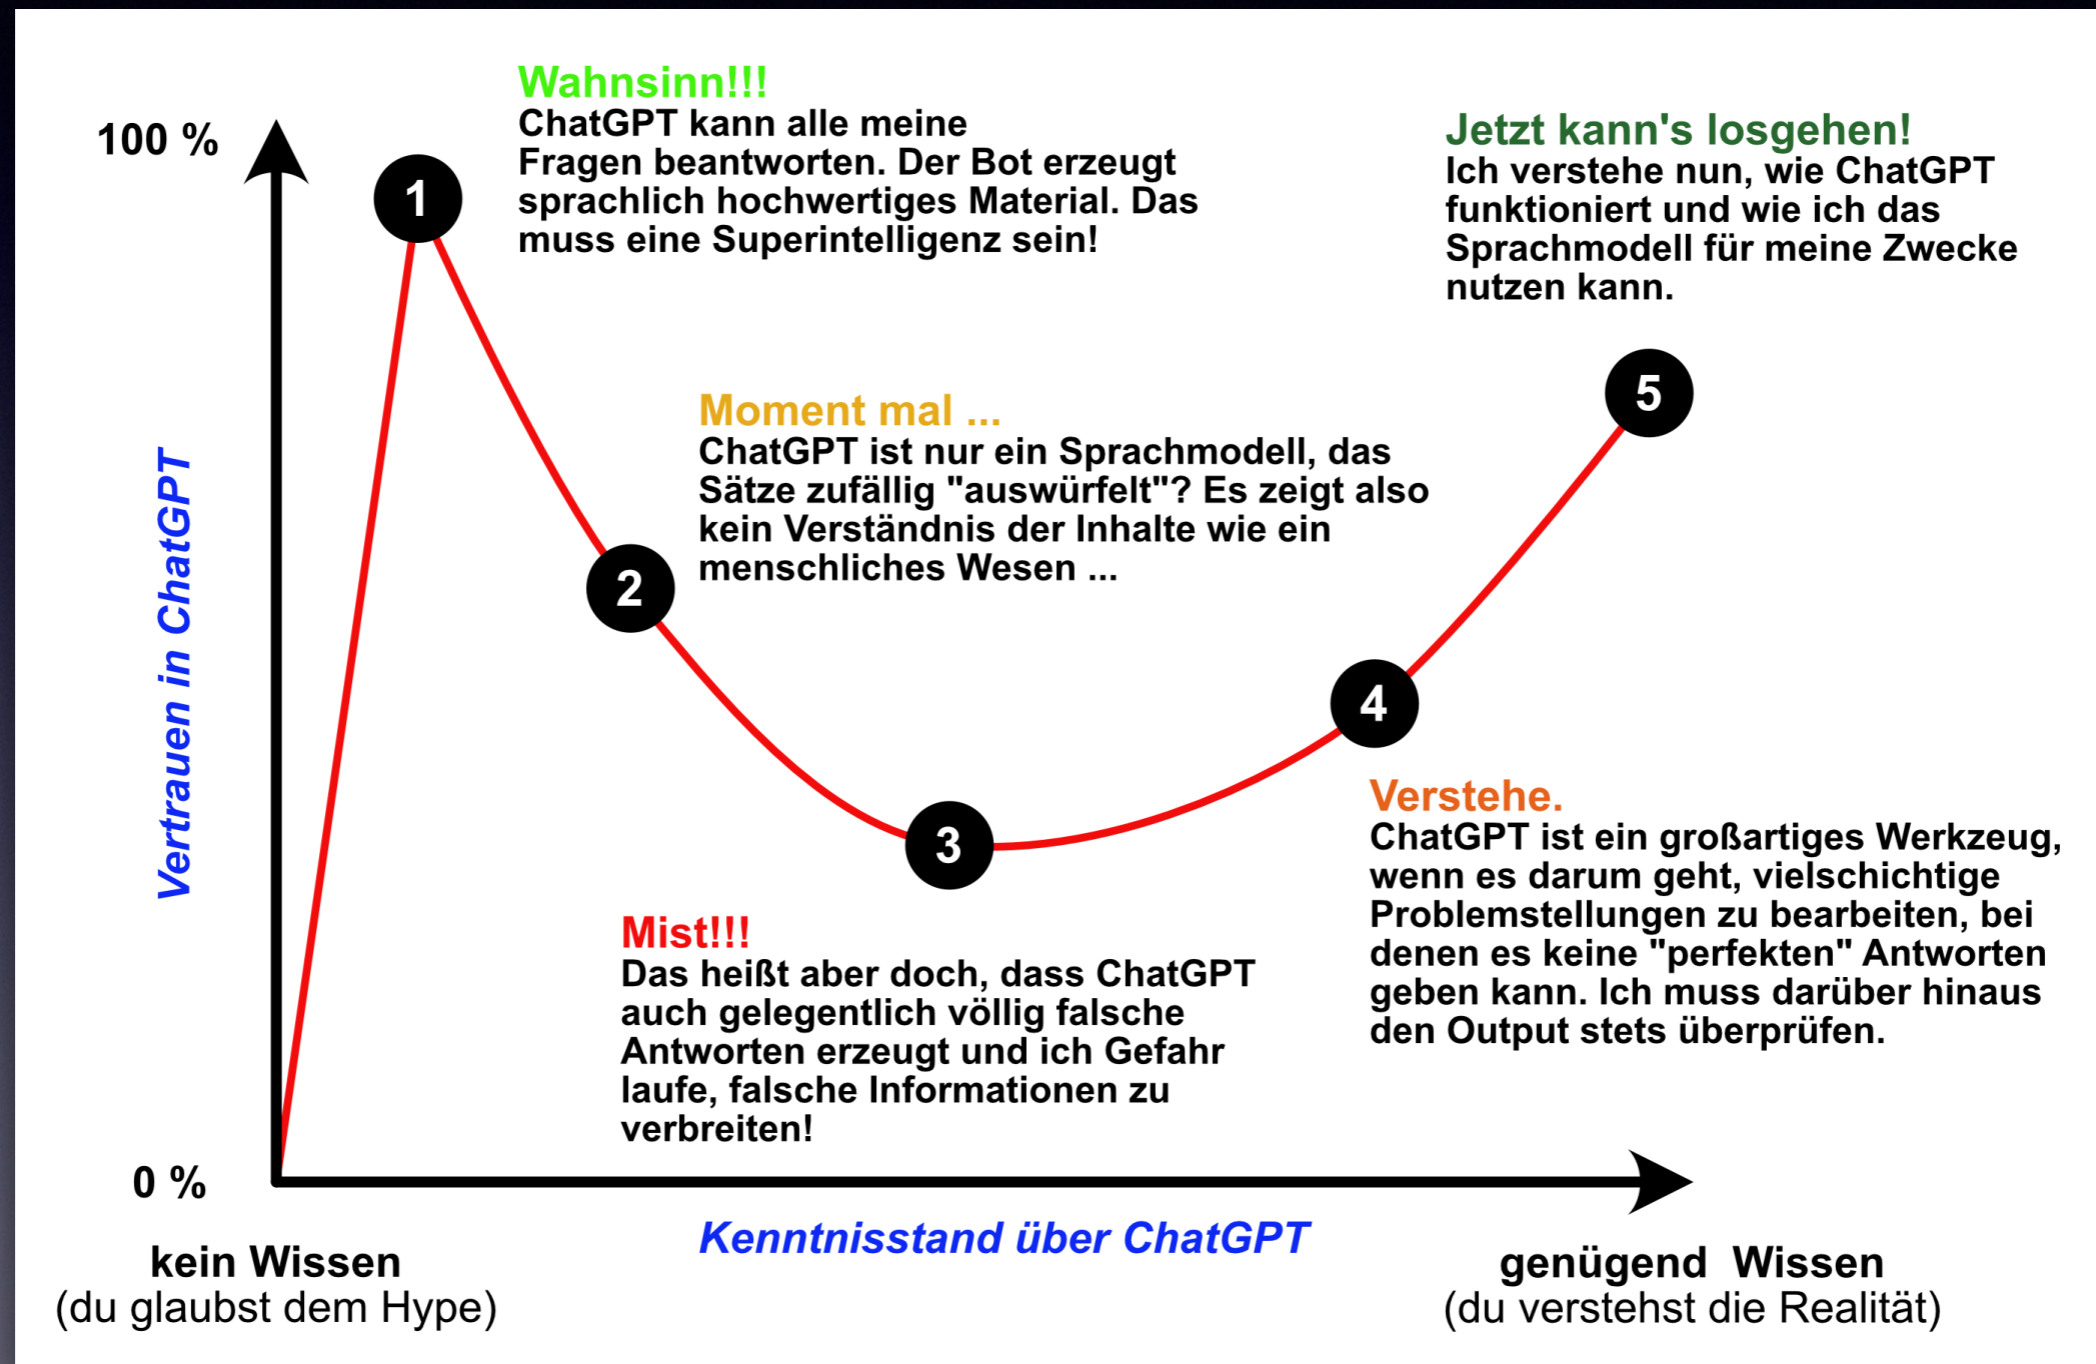 100 %
1
Wahnsinn!!!
ChatGPT kann alle meine
Fragen beantworten. Der Bot erzeugt
sprachlich hochwertiges Material. Das
muss eine Superintelligenz sein!
Jetzt kann's losgehen!
Ich verstehe nun, wie ChatGPT
funktioniert und wie ich das
Sprachmodell für meine Zwecke
nutzen kann.
5
Moment mal ...
ChatGPT ist nur ein Sprachmodell, das
Sätze zufällig "auswürfelt"? Es zeigt also
kein Verständnis der Inhalte wie ein
menschliches Wesen ...
2
Vertrauen in ChatGPT
4
Verstehe.
ChatGPT ist ein großartiges Werkzeug,
wenn es darum geht, vielschichtige
Problemstellungen zu bearbeiten, bei
denen es keine "perfekten" Antworten
geben kann. Ich muss darüber hinaus
den Output stets überprüfen.
3
Mist!!!
Das heißt aber doch, dass ChatGPT
auch gelegentlich völlig falsche
Antworten erzeugt und ich Gefahr
laufe, falsche Informationen zu
verbreiten!
0 %
Kenntnisstand über ChatGPT
kein Wissen
(du glaubst dem Hype)
genügend Wissen
(du verstehst die Realität)